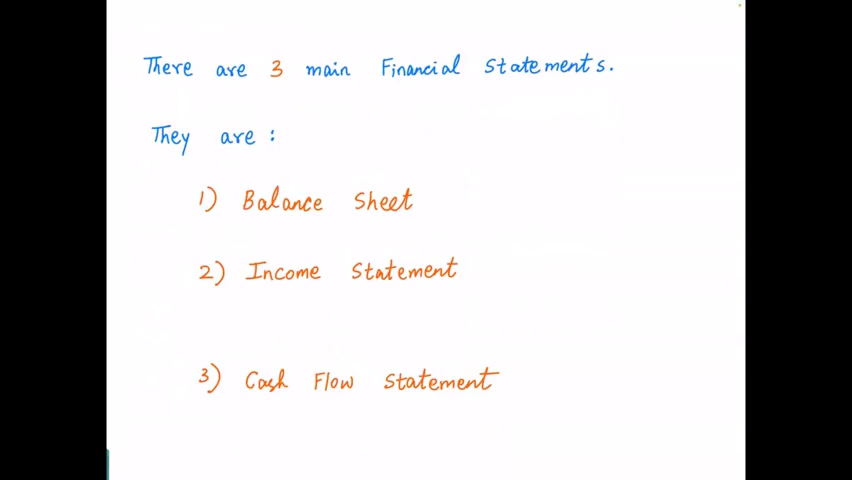 There are 3 main Financial Statements.
They are :
1) Balance Sheet
2) Income Statement
3) Cash Flow Statement